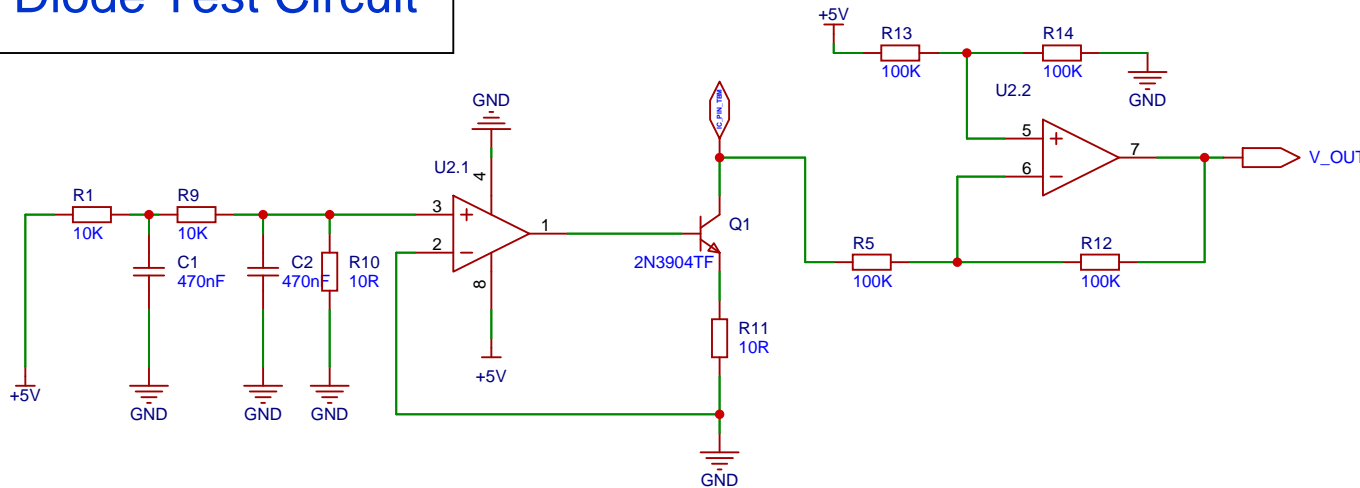 Diode Test Circuit
+5V
R13
100K
R14
100K
GND
U2.2
5
6
7
V_OUT
IC_PIN_TBM
GND
U2.1
4
3
2
1
8
+5V
R1
10K
R9
10K
C1
470nF
C2
470nF
R10
10R
Q1
2N3904TF
R5
100K
R12
100K
R11
10R
+5V
GND
GND
GND
GND